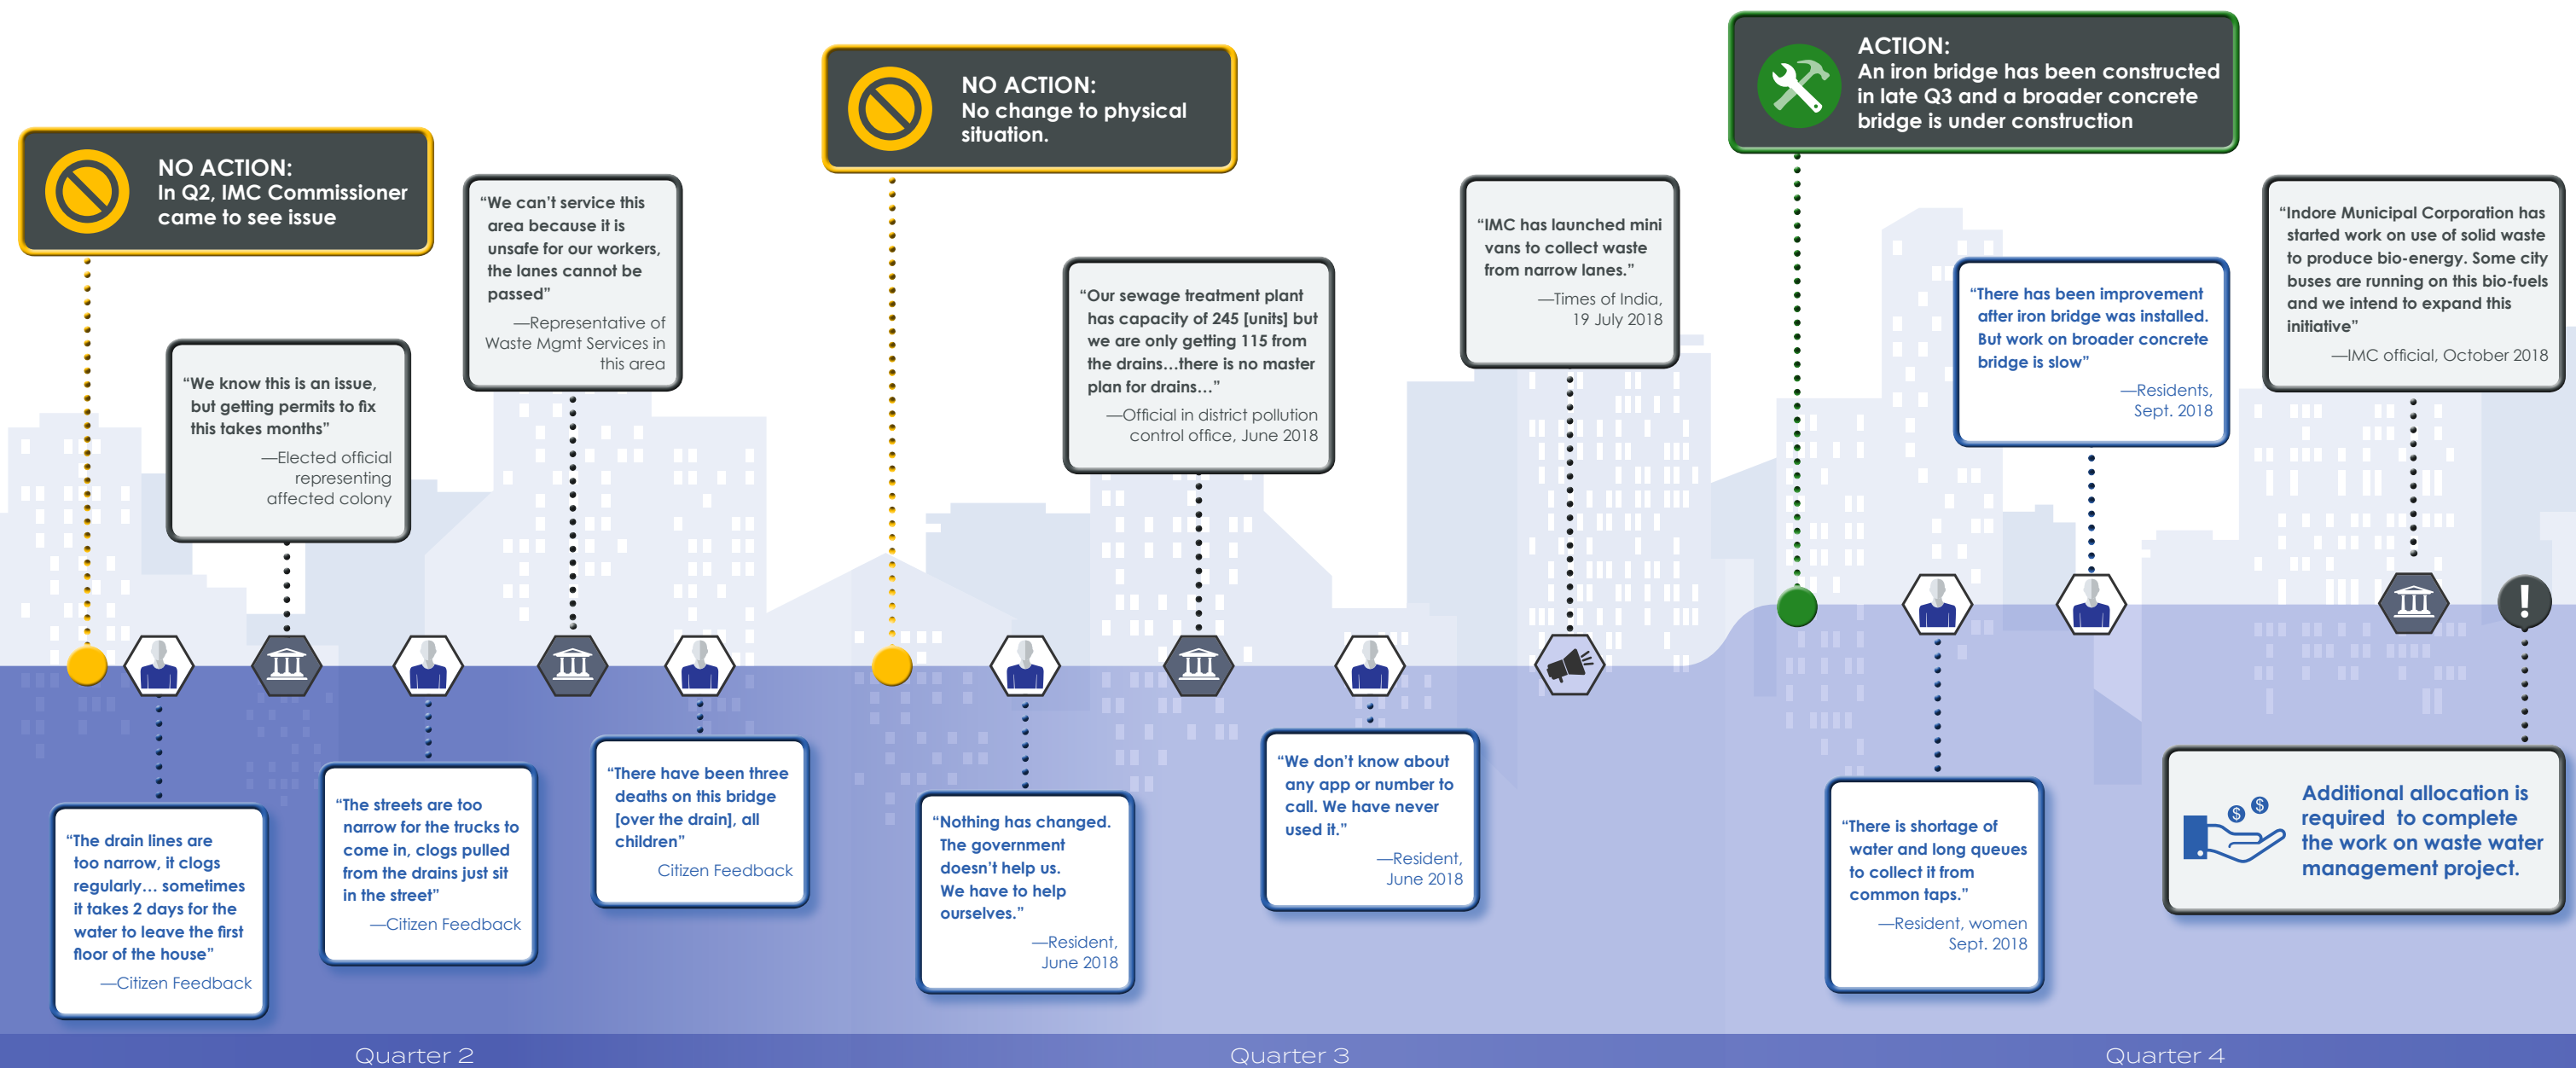 NO ACTION:
In Q2, IMC Commissioner
came to see issue
“The drain lines are
too narrow, it clogs
regularly... sometimes
it takes 2 days for the
water to leave the first
floor of the house”
—Citizen Feedback
“We know this is an issue,
but getting permits to fix
this takes months”
—Elected official
representing
affected colony
“The streets are too
narrow for the trucks to
come in, clogs pulled
from the drains just sit
in the street”
—Citizen Feedback
“We can’t service this
area because it is
unsafe for our workers,
the lanes cannot be
passed”
—Representative of
Waste Mgmt Services in
this area
“There have been three
deaths on this bridge
[over the drain], all
children”
Citizen Feedback
NO ACTION:
No change to physical
situation.
“Nothing has changed.
The government
doesn’t help us.
We have to help
ourselves.”
—Resident,
June 2018
“Our sewage treatment plant
has capacity of 245 [units] but
we are only getting 115 from
the drains...there is no master
plan for drains...”
—Official in district pollution
control office, June 2018
“We don’t know about
any app or number to
call. We have never
used it.”
—Resident,
June 2018
“IMC has launched mini
vans to collect waste
from narrow lanes.”
—Times of India,
19 July 2018
ACTION:
An iron bridge has been constructed
in late Q3 and a broader concrete
bridge is under construction
“There is shortage of
water and long queues
to collect it from
common taps.”
—Resident, women
Sept. 2018
“There has been improvement
after iron bridge was installed.
But work on broader concrete
bridge is slow”
—Residents,
Sept. 2018
“Indore Municipal Corporation has
started work on use of solid waste
to produce bio-energy. Some city
buses are running on this bio-fuels
and we intend to expand this
initiative”
—IMC official, October 2018
!
$ $
Additional allocation is
required to complete
the work on waste water
management project.
Quarter 2
Quarter 3
Quarter 4